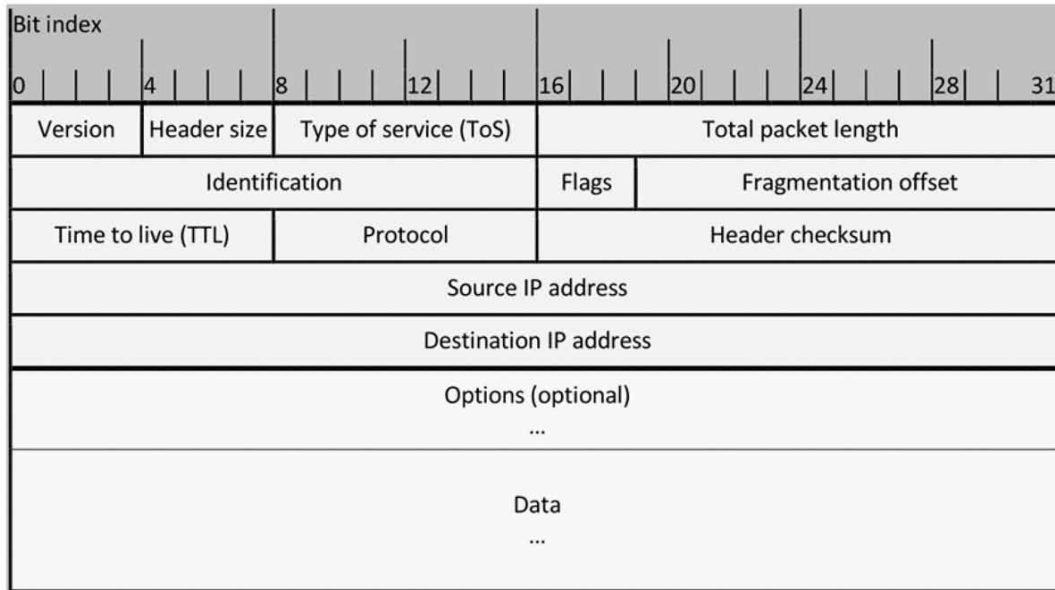 Bit index
0 4 8 12 16 20 24 28 31
Version Header size Type of service (ToS) Total packet length
Identification Flags Fragmentation offset
Time to live (TTL) Protocol Header checksum
Source IP address
Destination IP address
Options (optional)
...
Data
...